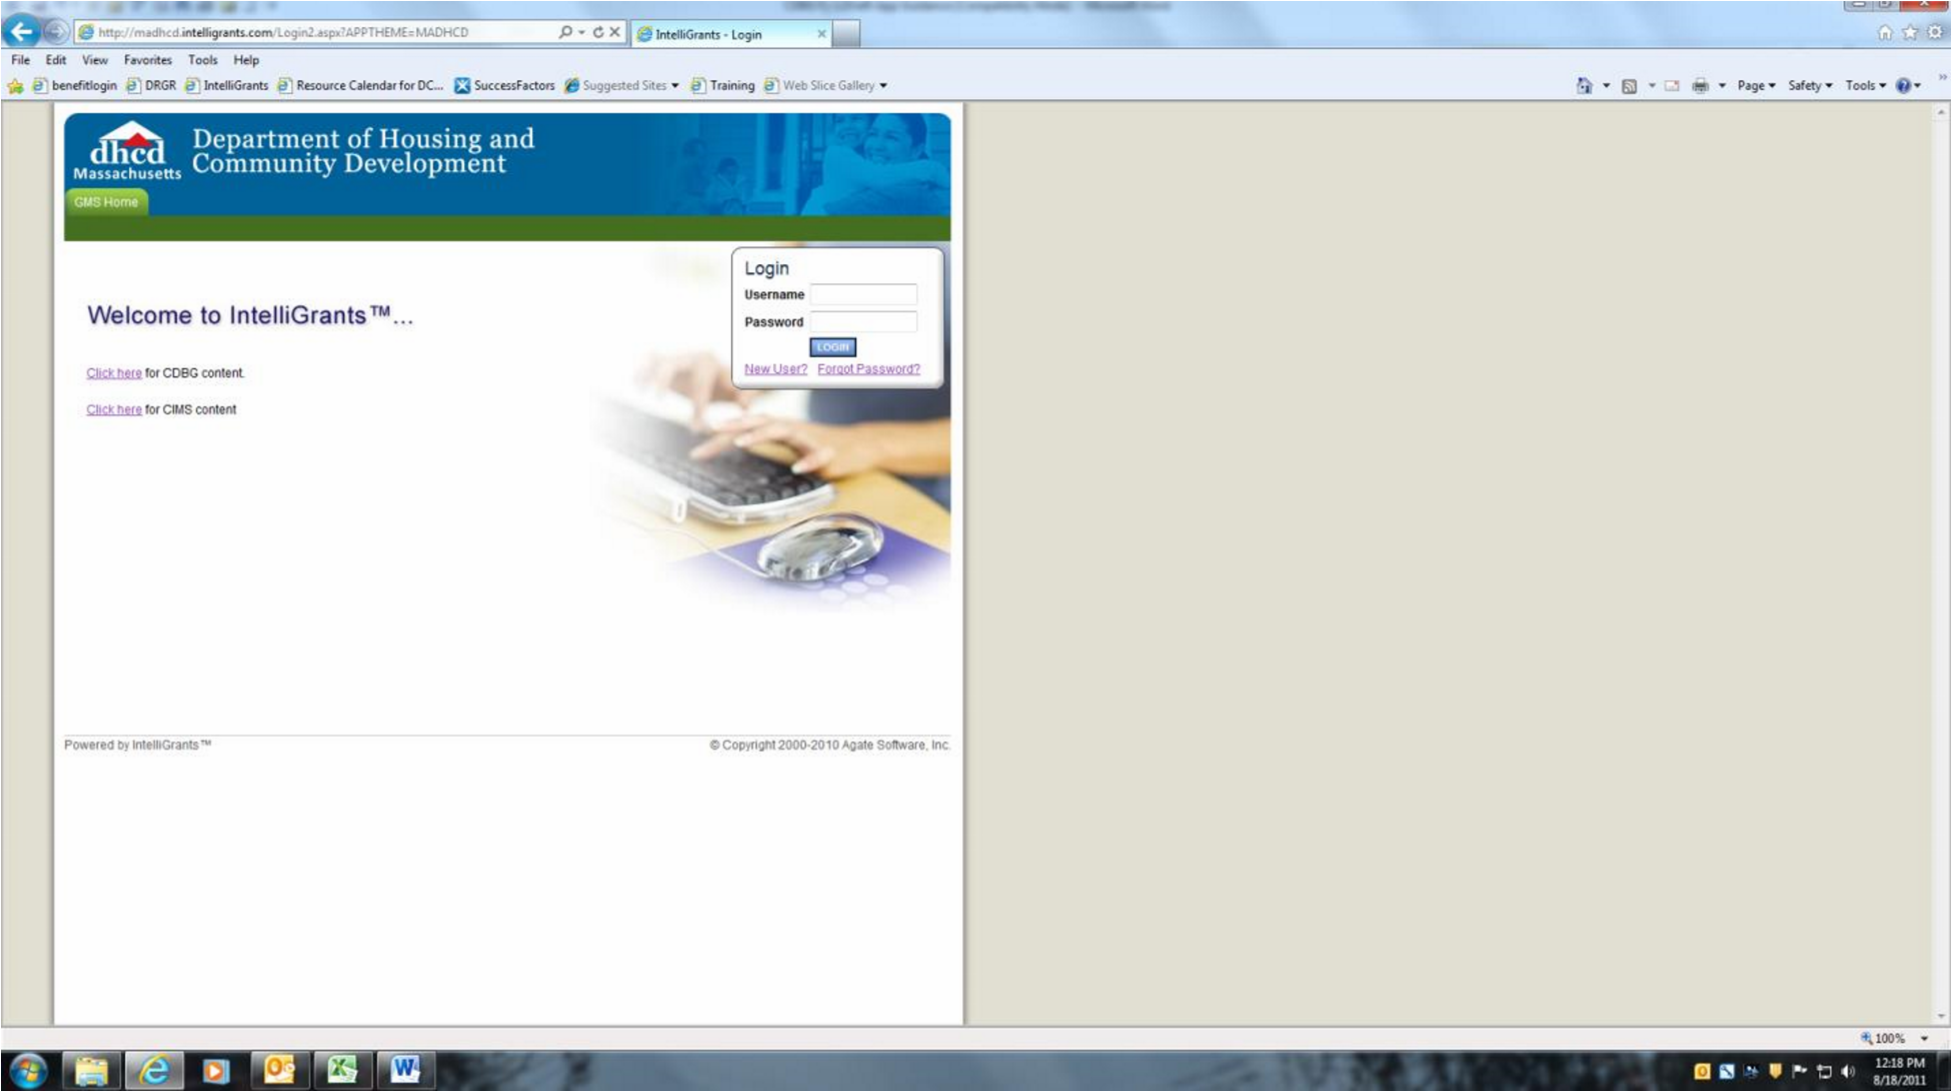 http://madhcd.intelligrants.com/Login2.aspx?APPTHEME=MADHCD
IntelliGrants - Login
File Edit View Favorites Tools Help
benefitlogin DRGR IntelliGrants Resource Calendar for DC... SuccessFactors Suggested Sites Training Web Slice Gallery
Page Safety Tools
dhcd
Massachusetts
Department of Housing and
Community Development
GMS Home
Login
Username
Password
LOGIN
New User? Forgot Password?
Welcome to IntelliGrants™...
Click here for CDBG content.
Click here for CIMS content
Powered by IntelliGrants™
© Copyright 2000-2010 Agate Software, Inc.
100%
12:18 PM
8/18/2011